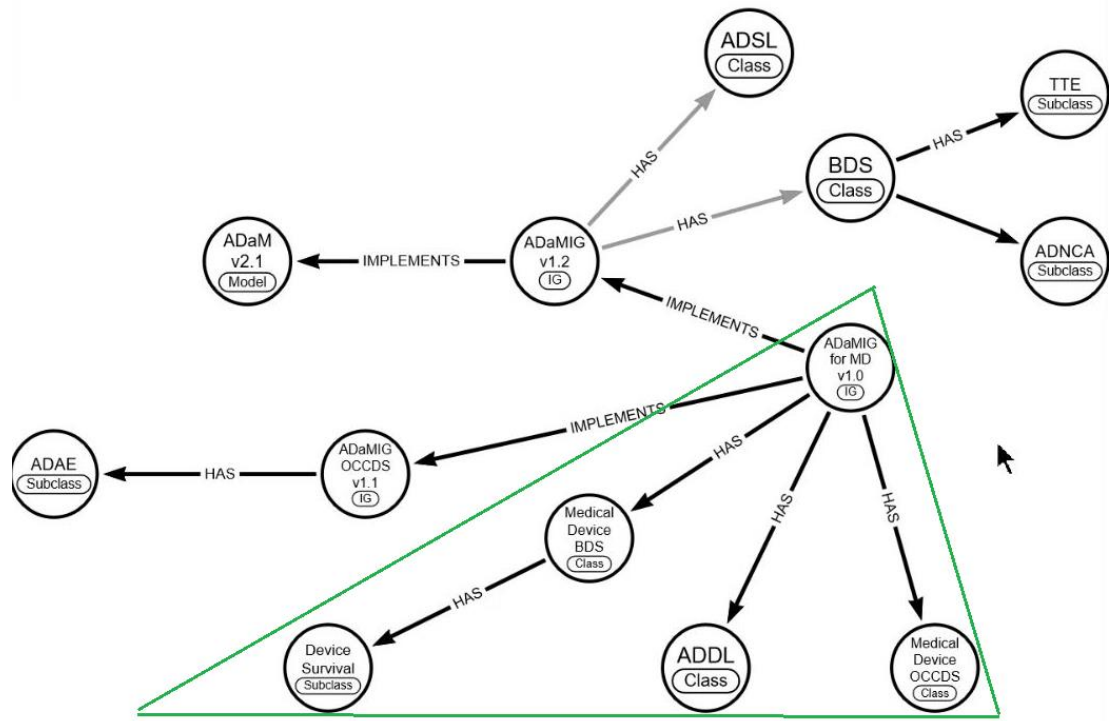 ADSL
Class
TTE
Subclass
HAS
HAS
BDS
Class
HAS
ADaM
v2.1
Model
IMPLEMENTS
ADaMIG
v1.2
IG
ADNCA
Subclass
IMPLEMENTS
ADaMIG
for MD
v1.0
IG
IMPLEMENTS
ADAE
Subclass
HAS
ADaMIG
OCCDS
v1.1
IG
HAS
HAS
HAS
Medical
Device
BDS
Class
HAS
Device
Survival
Subclass
ADDL
Class
Medical
Device
OCCDS
Class